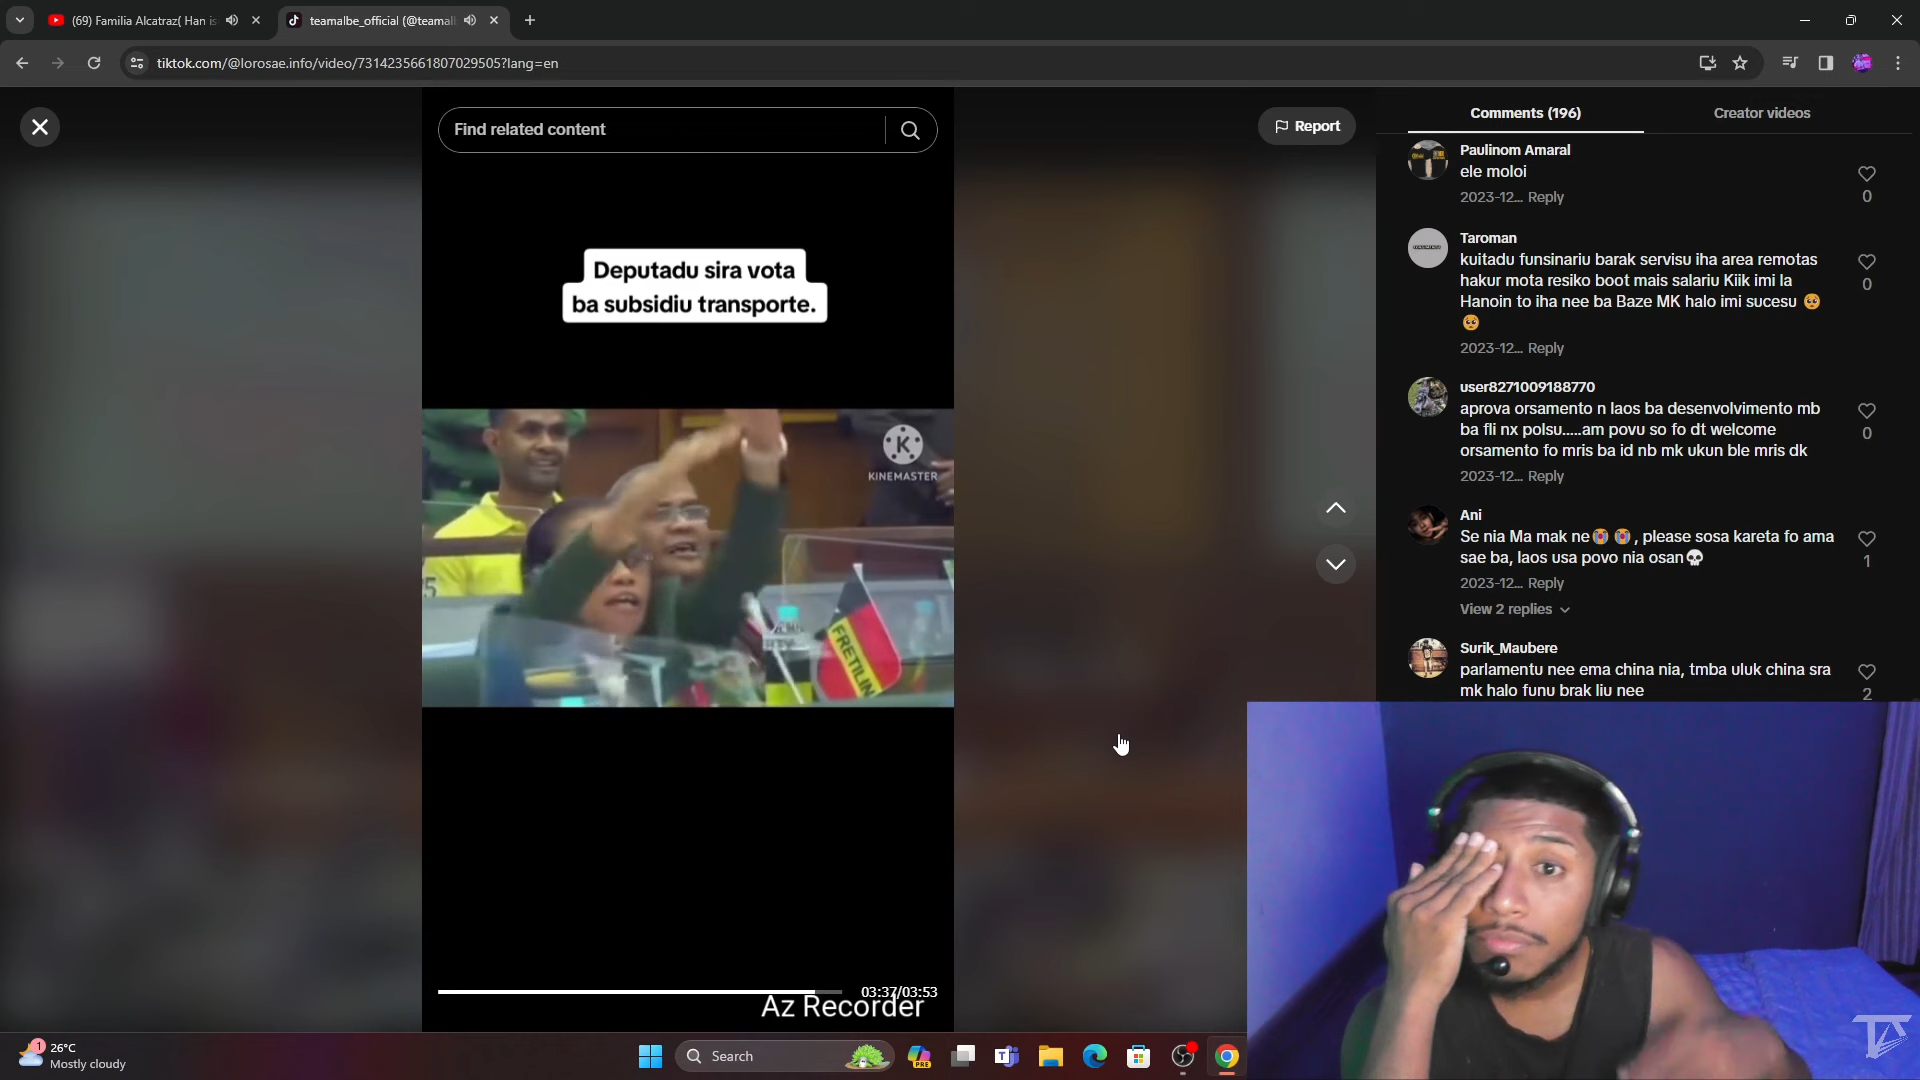 (69) Familia Alcatraz( Han is
teamalbe_official (@teamalb
tiktok.com/@lorosae.info/video/7314235661807029505?lang=en
Find related content
Report
Comments (196)
Creator videos
Deputadu sira vota
ba subsidiu transporte.
KINEMASTER
FRETILIN
03:37/03:53
Az Recorder
Paulinom Amaral
ele moloi
2023-12... Reply
0
Taroman
kuitadu funsinariu barak servisu iha area remotas
hakur mota resiko boot mais salariu Kiik imi la
Hanoin to iha nee ba Baze MK halo imi sucesu 🥺
🥺
2023-12... Reply
0
user8271009188770
aprova orsamento n laos ba desenvolvimento mb
ba fli nx polsu.....am povu so fo dt welcome
orsamento fo mris ba id nb mk ukun ble mris dk
2023-12... Reply
0
Ani
Se nia Ma mak ne😭😭, please sosa kareta fo ama
sae ba, laos usa povo nia osan💀
2023-12... Reply
1
View 2 replies
Surik_Maubere
parlamentu nee ema china nia, tmba uluk china sra
mk halo funu brak liu nee
2
1
26°C
Mostly cloudy
Search
PRE